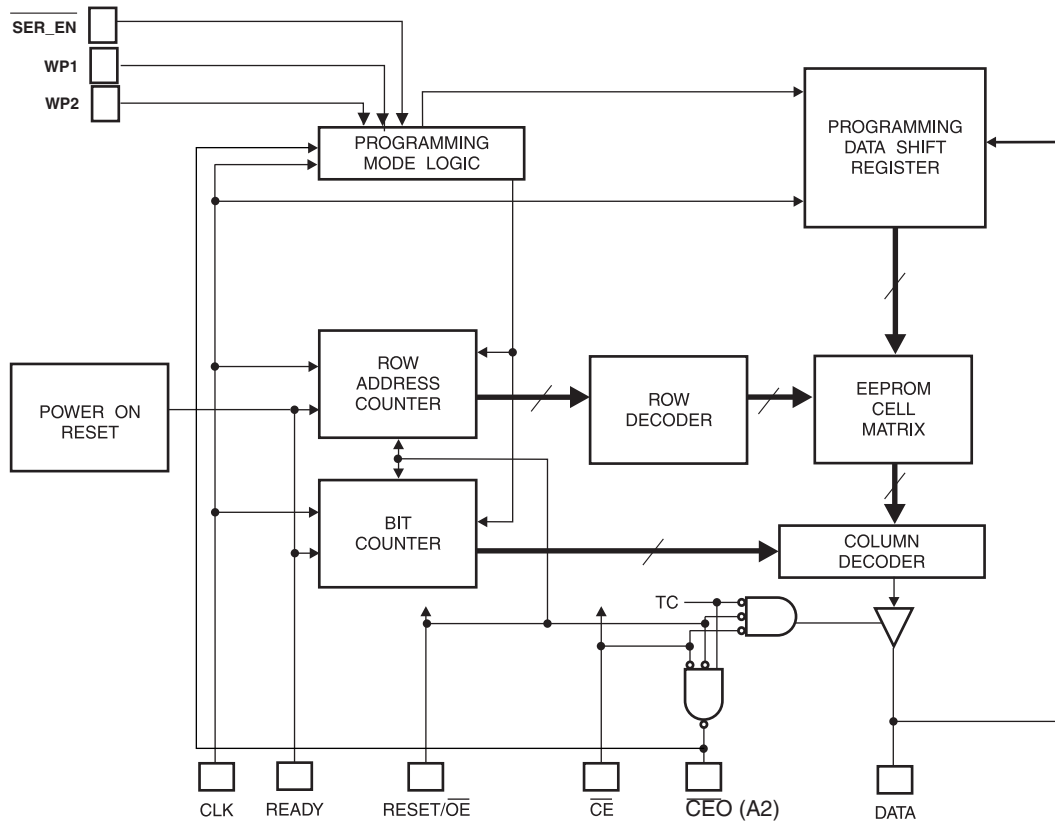 SER_EN
WP1
WP2
PROGRAMMING
MODE LOGIC
PROGRAMMING
DATA SHIFT
REGISTER
POWER ON
RESET
ROW
ADDRESS
COUNTER
ROW
DECODER
EEPROM
CELL
MATRIX
BIT
COUNTER
COLUMN
DECODER
TC
CLK
READY
RESET/OE
CE
CEO (A2)
DATA